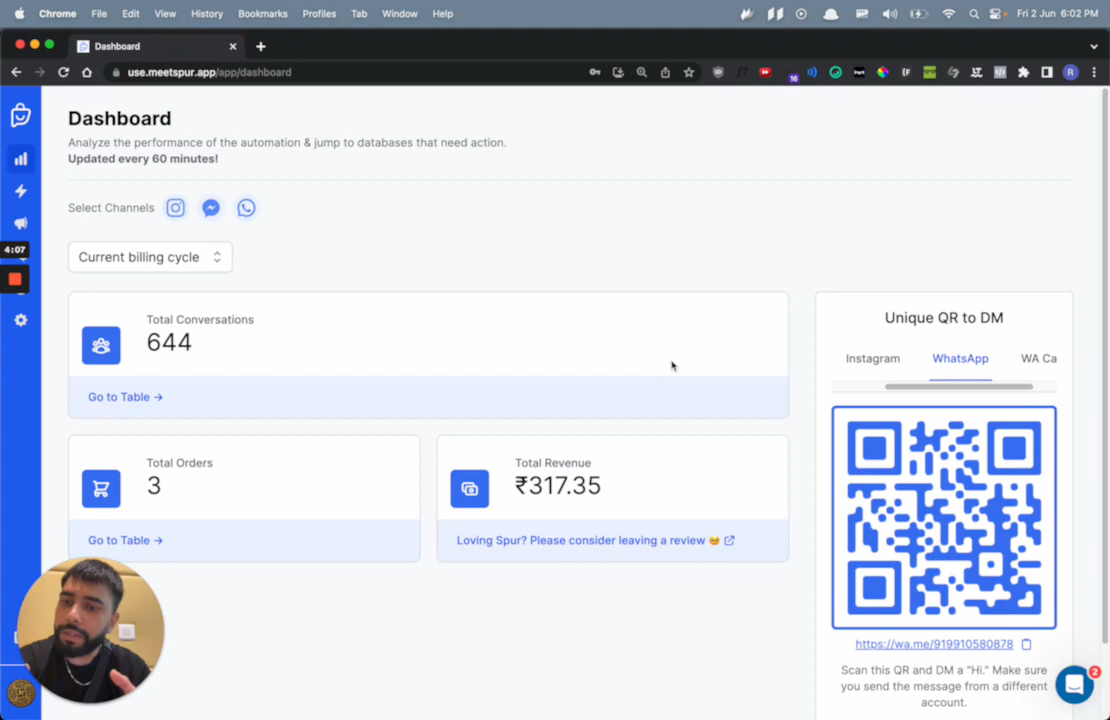 Chrome File Edit View History Bookmarks Profiles Tab Window Help Fri 2 Jun 6:02 PM
Dashboard
use.meetspur.app/app/dashboard
16
R
Dashboard
Analyze the performance of the automation & jump to databases that need action.
Updated every 60 minutes!
Select Channels
4:07
Current billing cycle
Total Conversations
644
Go to Table →
Total Orders
3
Go to Table →
Total Revenue
₹317.35
Loving Spur? Please consider leaving a review
Unique QR to DM
Instagram WhatsApp WA Ca
https://wa.me/919910580878
Scan this QR and DM a "Hi." Make sure
you send the message from a different
account.
2